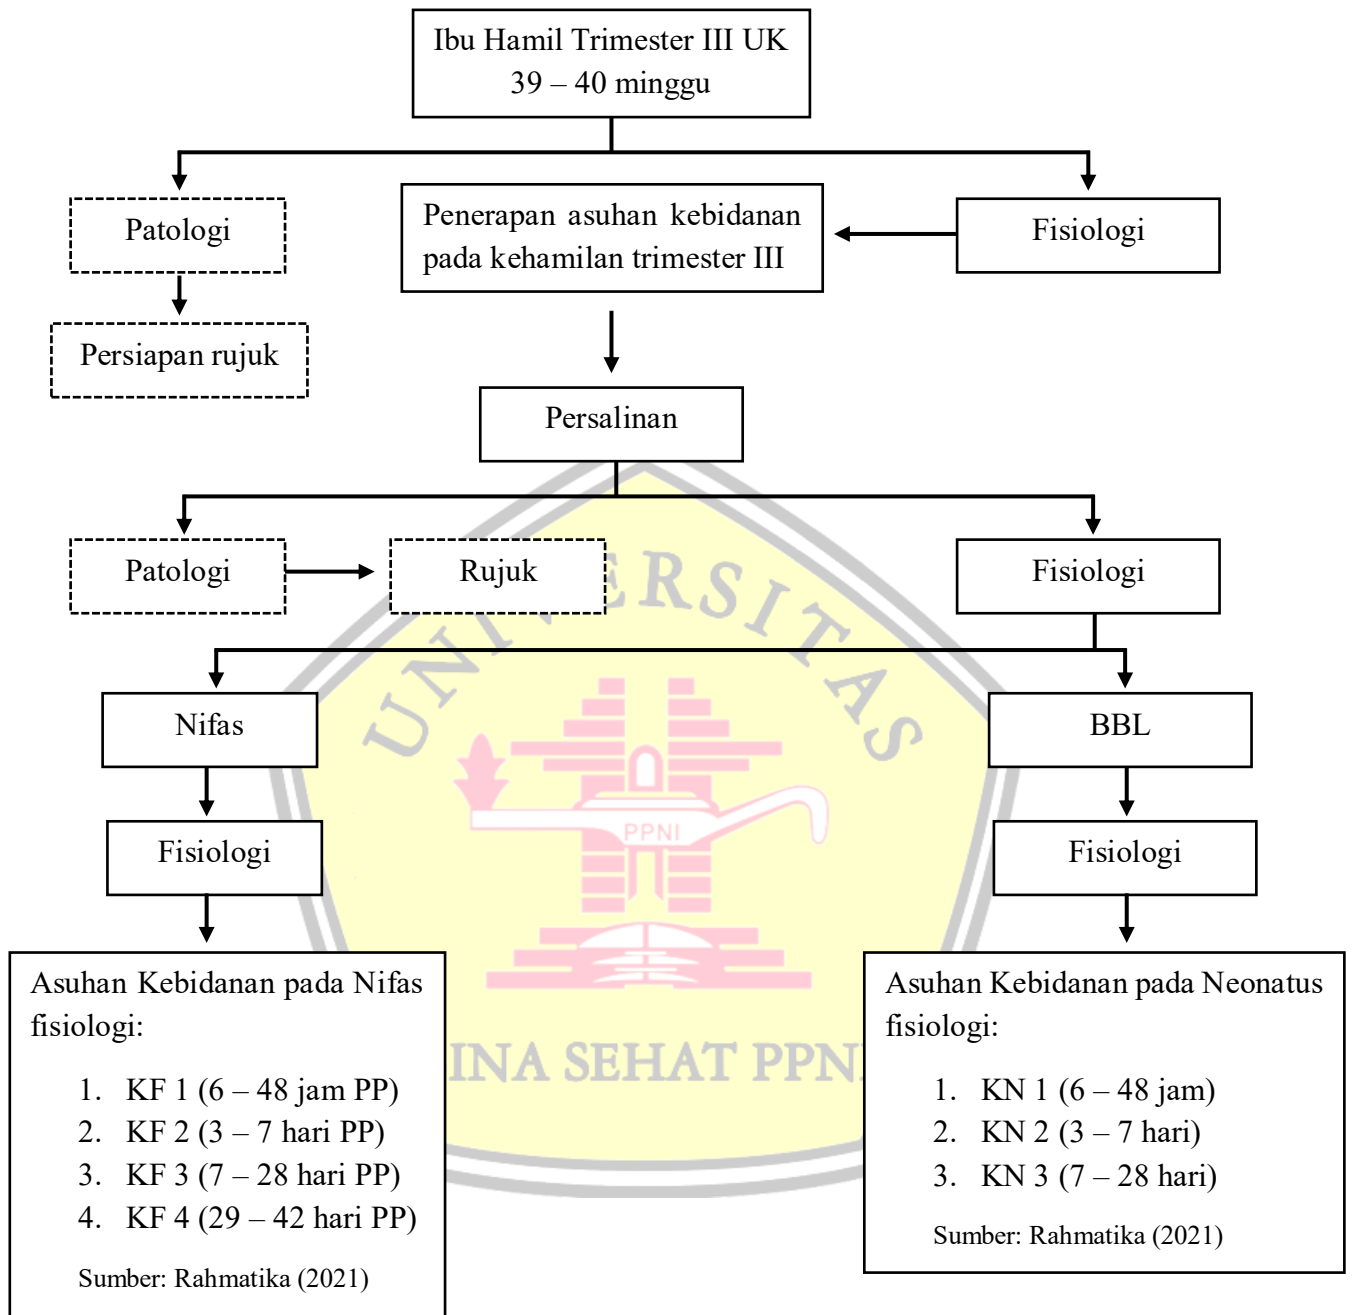 Ibu Hamil Trimester III UK
39 – 40 minggu
Patologi
Penerapan asuhan kebidanan
pada kehamilan trimester III
Fisiologi
Persiapan rujuk
Persalinan
Patologi
Rujuk
Fisiologi
UNIVERSITAS
Nifas
BBL
PPNI
Fisiologi
Fisiologi
Asuhan Kebidanan pada Nifas
fisiologi:
1. KF 1 (6 – 48 jam PP)
2. KF 2 (3 – 7 hari PP)
3. KF 3 (7 – 28 hari PP)
4. KF 4 (29 – 42 hari PP)
Sumber: Rahmatika (2021)
Asuhan Kebidanan pada Neonatus
fisiologi:
1. KN 1 (6 – 48 jam)
2. KN 2 (3 – 7 hari)
3. KN 3 (7 – 28 hari)
Sumber: Rahmatika (2021)
INA SEHAT PPN